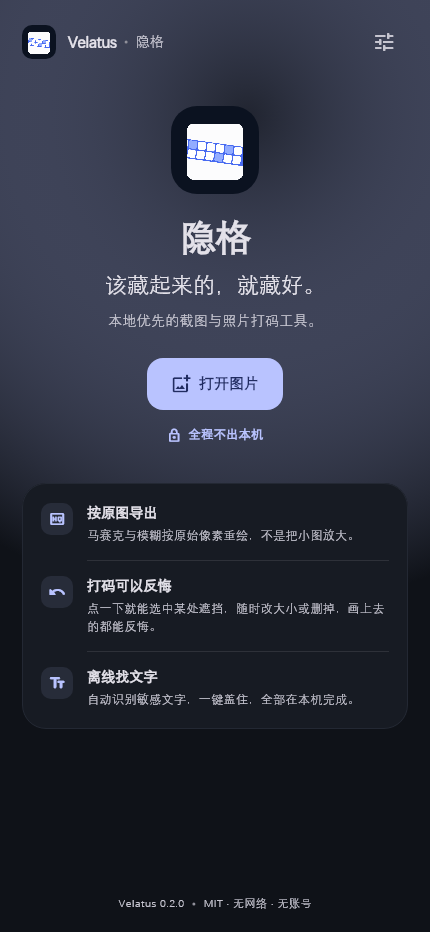 Velatus • 隐格
隐格
该藏起来的，就藏好。
本地优先的截图与照片打码工具。
打开图片
全程不出本机
HQ
按原图导出
马赛克与模糊按原始像素重绘，不是把小图放大。
打码可以反悔
点一下就能选中某处遮挡，随时改大小或删掉，画上去
的都能反悔。
Tт
离线找文字
自动识别敏感文字，一键盖住，全部在本机完成。
Velatus 0.2.0 • MIT · 无网络 · 无账号